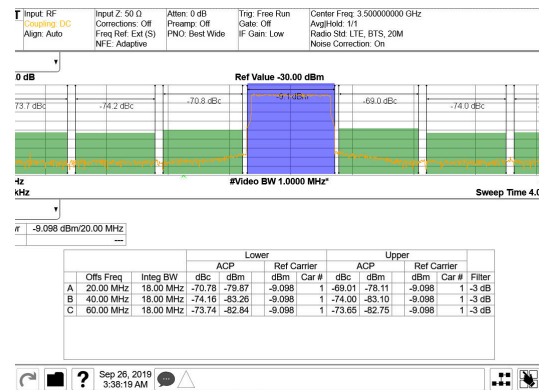 Input: RF Input Z: 50 Ω Atten: 0 dB Trig: Free Run Center Freq: 3.500000000 GHz
Coupling: DC Corrections: Off Preamp: Off Gate: Off Avg|Hold: 1/1
Align: Auto Freq Ref: Ext (S) PNO: Best Wide IF Gain: Low Radio Std: LTE, BTS, 20M
NFE: Adaptive Noise Correction: On
.0 dB Ref Value -30.00 dBm
73.7 dBc -74.2 dBc -70.8 dBc -9.1 dBm -69.0 dBc -74.0 dBc
Hz #Video BW 1.0000 MHz*
kHz Sweep Time 4.0
-9.098 dBm/20.00 MHz
---
Lower Upper
ACP Ref Carrier ACP Ref Carrier
Offs Freq Integ BW dBc dBm dBm Car # dBc dBm dBm Car # Filter
A 20.00 MHz 18.00 MHz -70.78 -79.87 -9.098 1 -69.01 -78.11 -9.098 1 -3 dB
B 40.00 MHz 18.00 MHz -74.16 -83.26 -9.098 1 -74.00 -83.10 -9.098 1 -3 dB
C 60.00 MHz 18.00 MHz -73.74 -82.84 -9.098 1 -73.65 -82.75 -9.098 1 -3 dB
? Sep 26, 2019
3:38:19 AM